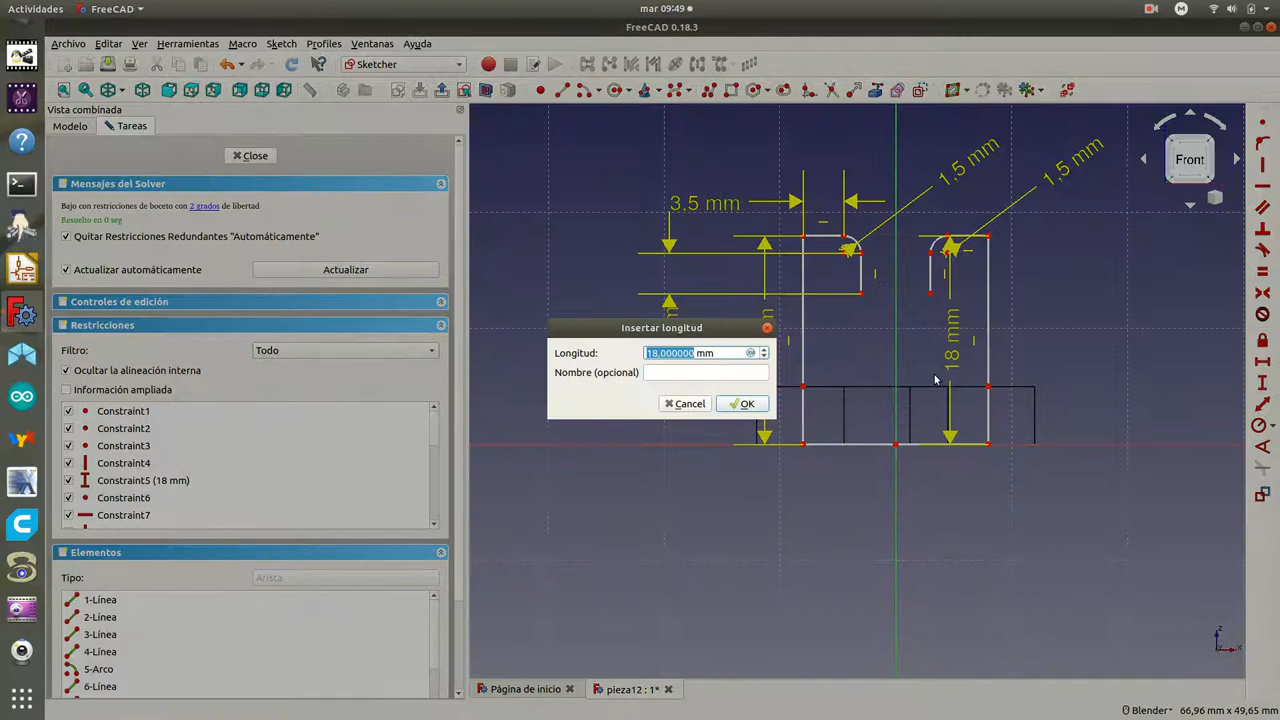 Actividades
FreeCAD
mar 09:49
M
FreeCAD 0.18.3
Archivo Editar Ver Herramientas Macro Sketch Profiles Ventanas Ayuda
Sketcher
Vista combinada
Modelo Tareas
Close
Mensajes del Solver
Bajo con restricciones de boceto con 2 grados de libertad
Resuelto en 0 seg
Quitar Restricciones Redundantes "Automáticamente"
Actualizar automáticamente Actualizar
Controles de edición
Restricciones
Filtro: Todo
Ocultar la alineación interna
Información ampliada
Constraint1
Constraint2
Constraint3
Constraint4
Constraint5 (18 mm)
Constraint6
Constraint7
Elementos
Tipo: Arista
1-Línea
2-Línea
3-Línea
4-Línea
5-Arco
6-Línea
1,5 mm
1,5 mm
3,5 mm
18 mm
Front
Insertar longitud
Longitud: 18,000000 mm
Nombre (opcional)
Cancel OK
Z
X
Página de inicio
pieza12 : 1*
Blender 66,96 mm x 49,65 mm